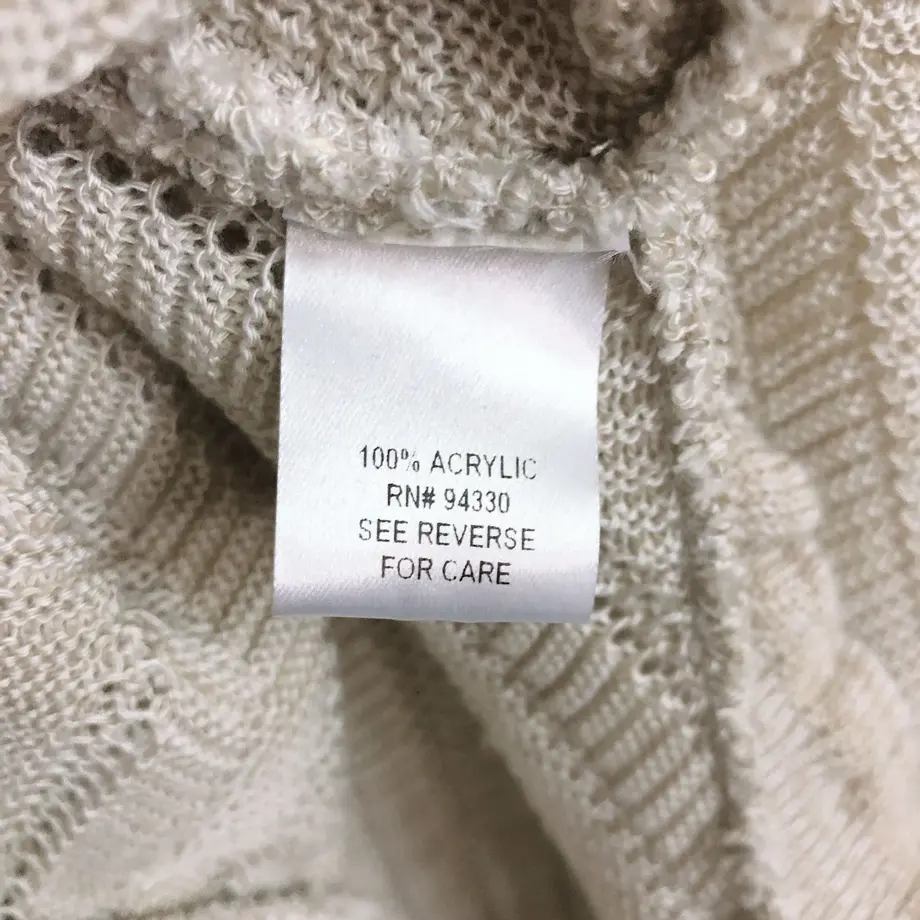 100% ACRYLIC
RN# 94330
SEE REVERSE
FOR CARE